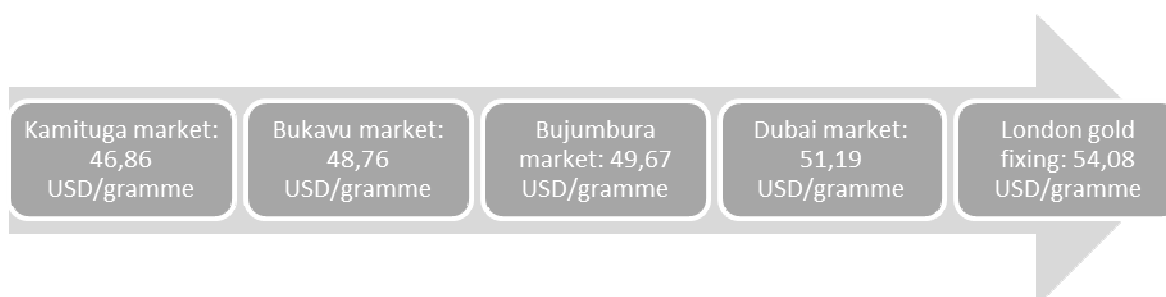 Kamituga market:
46,86
USD/gramme
Bukavu market:
48,76
USD/gramme
Bujumbura
market: 49,67
USD/gramme
Dubai market:
51,19
USD/gramme
London gold
fixing: 54,08
USD/gramme